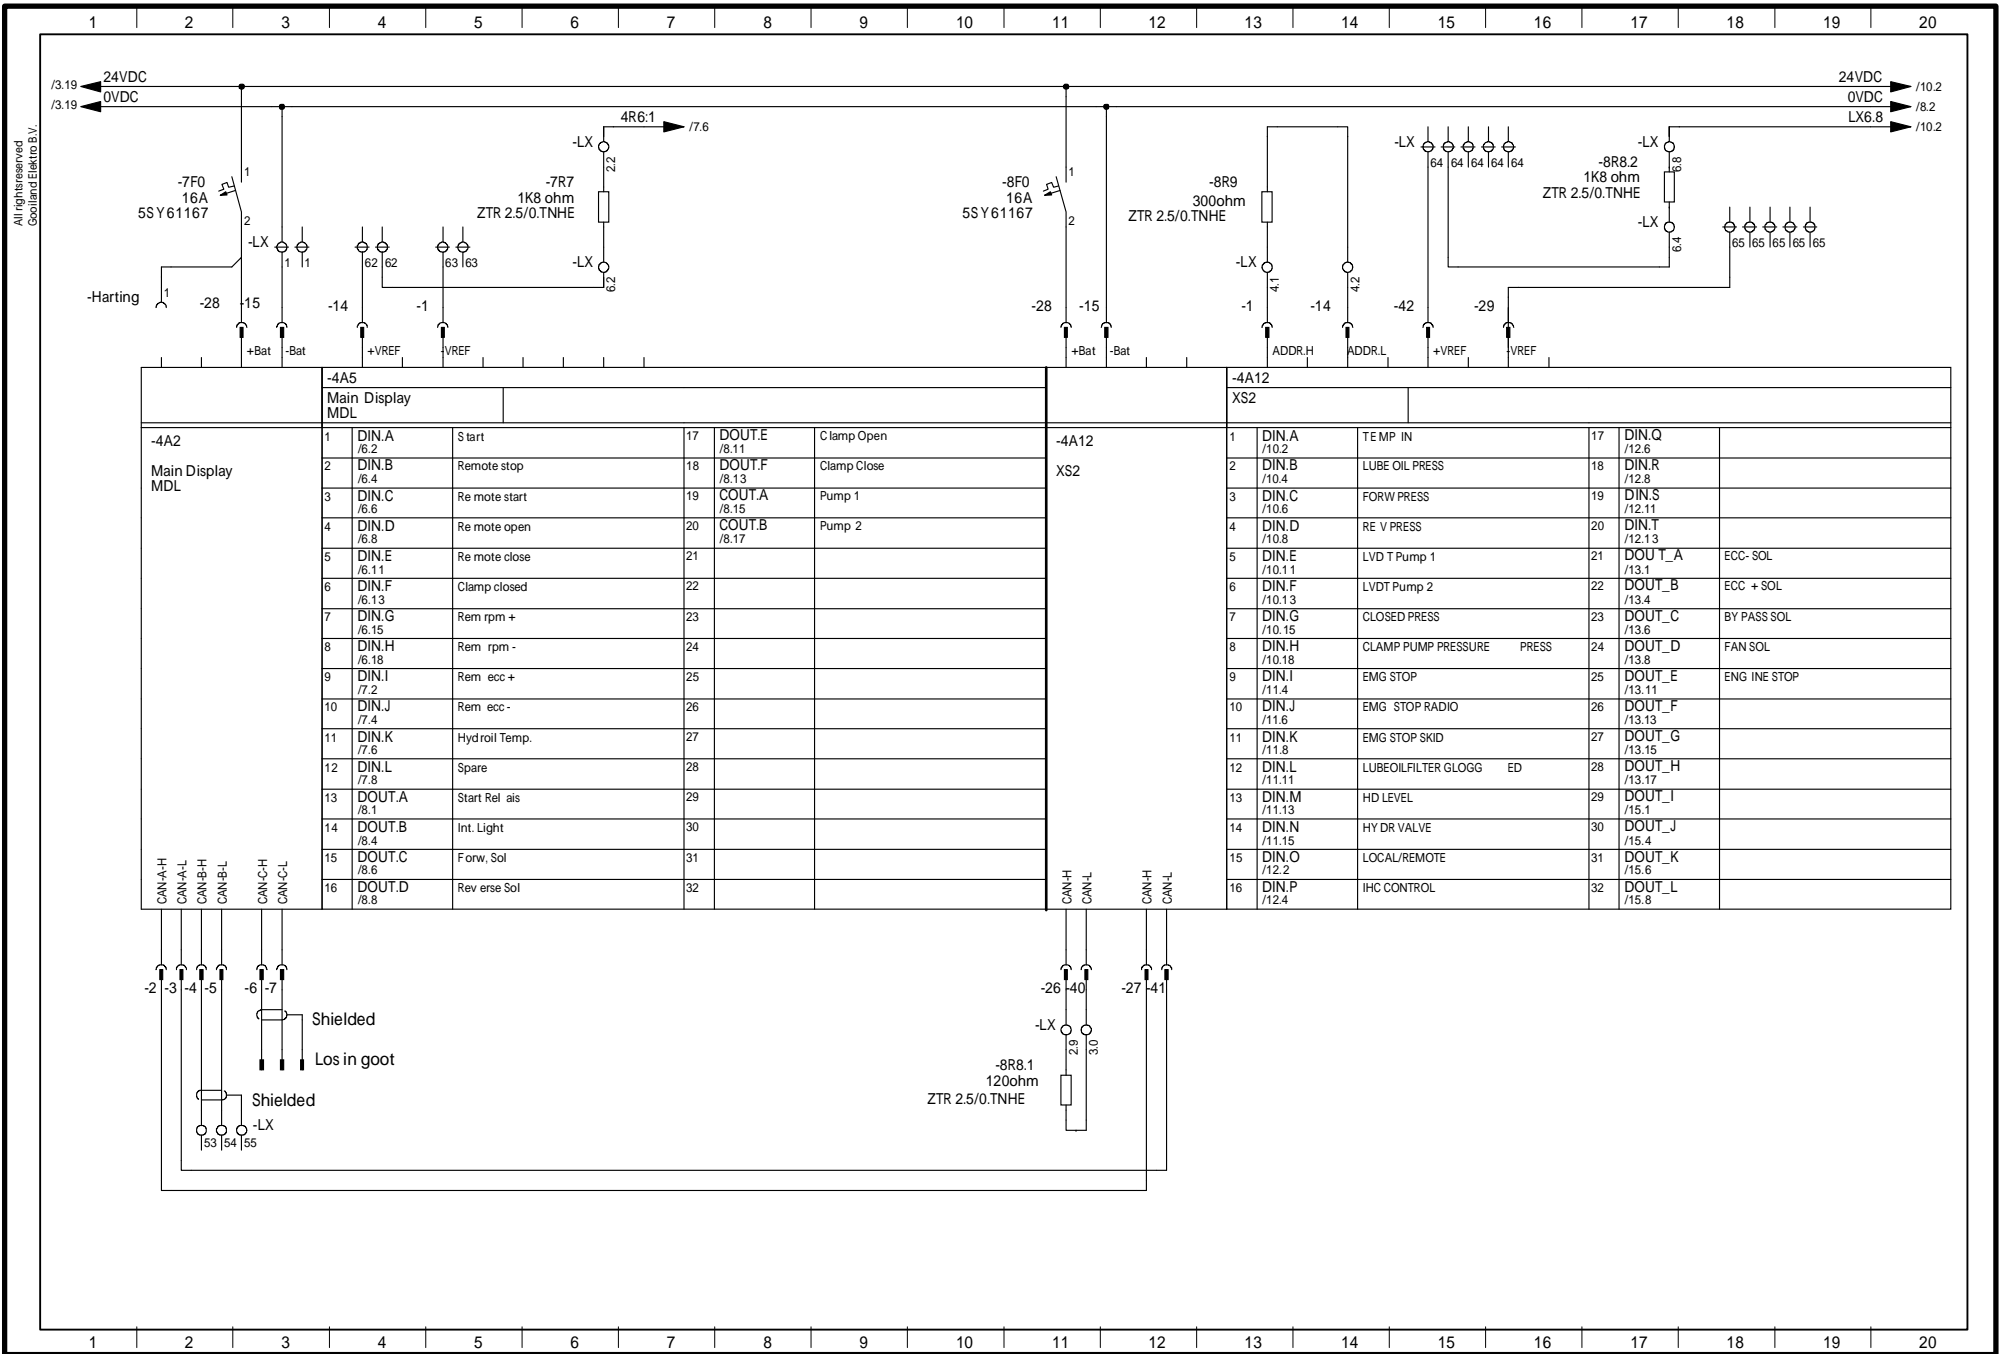 1 2 3 4 5 6 7 8 9 10 11 12 13 14 15 16 17 18 19 20
All rightsreserved
Gooiland Elektro B.V.
/3.19 24VDC 24VDC /10.2
/3.19 0VDC 0VDC /8.2
LX6.8 /10.2
4R6:1 /7.6
-7F0
16A
5SY61167
1
2
-LX
1 1
-Harting 1
-28 -15
62 62
63 63
-14 -1
-LX
2.2
-7R7
1K8 ohm
ZTR 2.5/0.TNHE
-LX
6.2
-8F0
16A
5SY61167
1
2
-28 -15
-8R9
300ohm
ZTR 2.5/0.TNHE
-LX
4.1 4.2
-1 -14
-LX
64 64 64 64 64
-42 -29
-LX
6.8
-8R8.2
1K8 ohm
ZTR 2.5/0.TNHE
-LX
6.4
65 65 65 65 65
+Bat -Bat +VREF -VREF
+Bat -Bat ADDR.H ADDR.L +VREF -VREF
-4A5
Main Display
MDL
-4A2
Main Display
MDL
1 DIN.A /6.2 Start
2 DIN.B /6.4 Remote stop
3 DIN.C /6.6 Remote start
4 DIN.D /6.8 Remote open
5 DIN.E /6.11 Remote close
6 DIN.F /6.13 Clamp closed
7 DIN.G /6.15 Rem rpm +
8 DIN.H /6.18 Rem rpm -
9 DIN.I /7.2 Rem ecc +
10 DIN.J /7.4 Rem ecc -
11 DIN.K /7.6 Hydroil Temp.
12 DIN.L /7.8 Spare
13 DOUT.A /8.1 Start Relais
14 DOUT.B /8.4 Int. Light
15 DOUT.C /8.6 Forw, Sol
16 DOUT.D /8.8 Reverse Sol
17 DOUT.E /8.11 Clamp Open
18 DOUT.F /8.13 Clamp Close
19 COUT.A /8.15 Pump 1
20 COUT.B /8.17 Pump 2
21
22
23
24
25
26
27
28
29
30
31
32
CAN-A-H CAN-A-L CAN-B-H CAN-B-L CAN-C-H CAN-C-L
-4A12
XS2
-4A12
XS2
1 DIN.A /10.2 TEMP IN
2 DIN.B /10.4 LUBE OIL PRESS
3 DIN.C /10.6 FORW PRESS
4 DIN.D /10.8 REV PRESS
5 DIN.E /10.11 LVDT Pump 1
6 DIN.F /10.13 LVDT Pump 2
7 DIN.G /10.15 CLOSED PRESS
8 DIN.H /10.18 CLAMP PUMP PRESSURE PRESS
9 DIN.I /11.4 EMG STOP
10 DIN.J /11.6 EMG STOP RADIO
11 DIN.K /11.8 EMG STOP SKID
12 DIN.L /11.11 LUBEOILFILTER GLOGG ED
13 DIN.M /11.13 HD LEVEL
14 DIN.N /11.15 HYDR VALVE
15 DIN.O /12.2 LOCAL/REMOTE
16 DIN.P /12.4 IHC CONTROL
17 DIN.Q /12.6
18 DIN.R /12.8
19 DIN.S /12.11
20 DIN.T /12.13
21 DOUT_A /13.1 ECC- SOL
22 DOUT_B /13.4 ECC + SOL
23 DOUT_C /13.6 BY PASS SOL
24 DOUT_D /13.8 FAN SOL
25 DOUT_E /13.11 ENGINE STOP
26 DOUT_F /13.13
27 DOUT_G /13.15
28 DOUT_H /13.17
29 DOUT_I /15.1
30 DOUT_J /15.4
31 DOUT_K /15.6
32 DOUT_L /15.8
CAN-H CAN-L CAN-H CAN-L
-2 -3 -4 -5 -6 -7
Shielded
Los in goot
Shielded
-LX
53 54 55
-26 -40 -27 -41
-LX
2.9 3.0
-8R8.1
120ohm
ZTR 2.5/0.TNHE
1 2 3 4 5 6 7 8 9 10 11 12 13 14 15 16 17 18 19 20